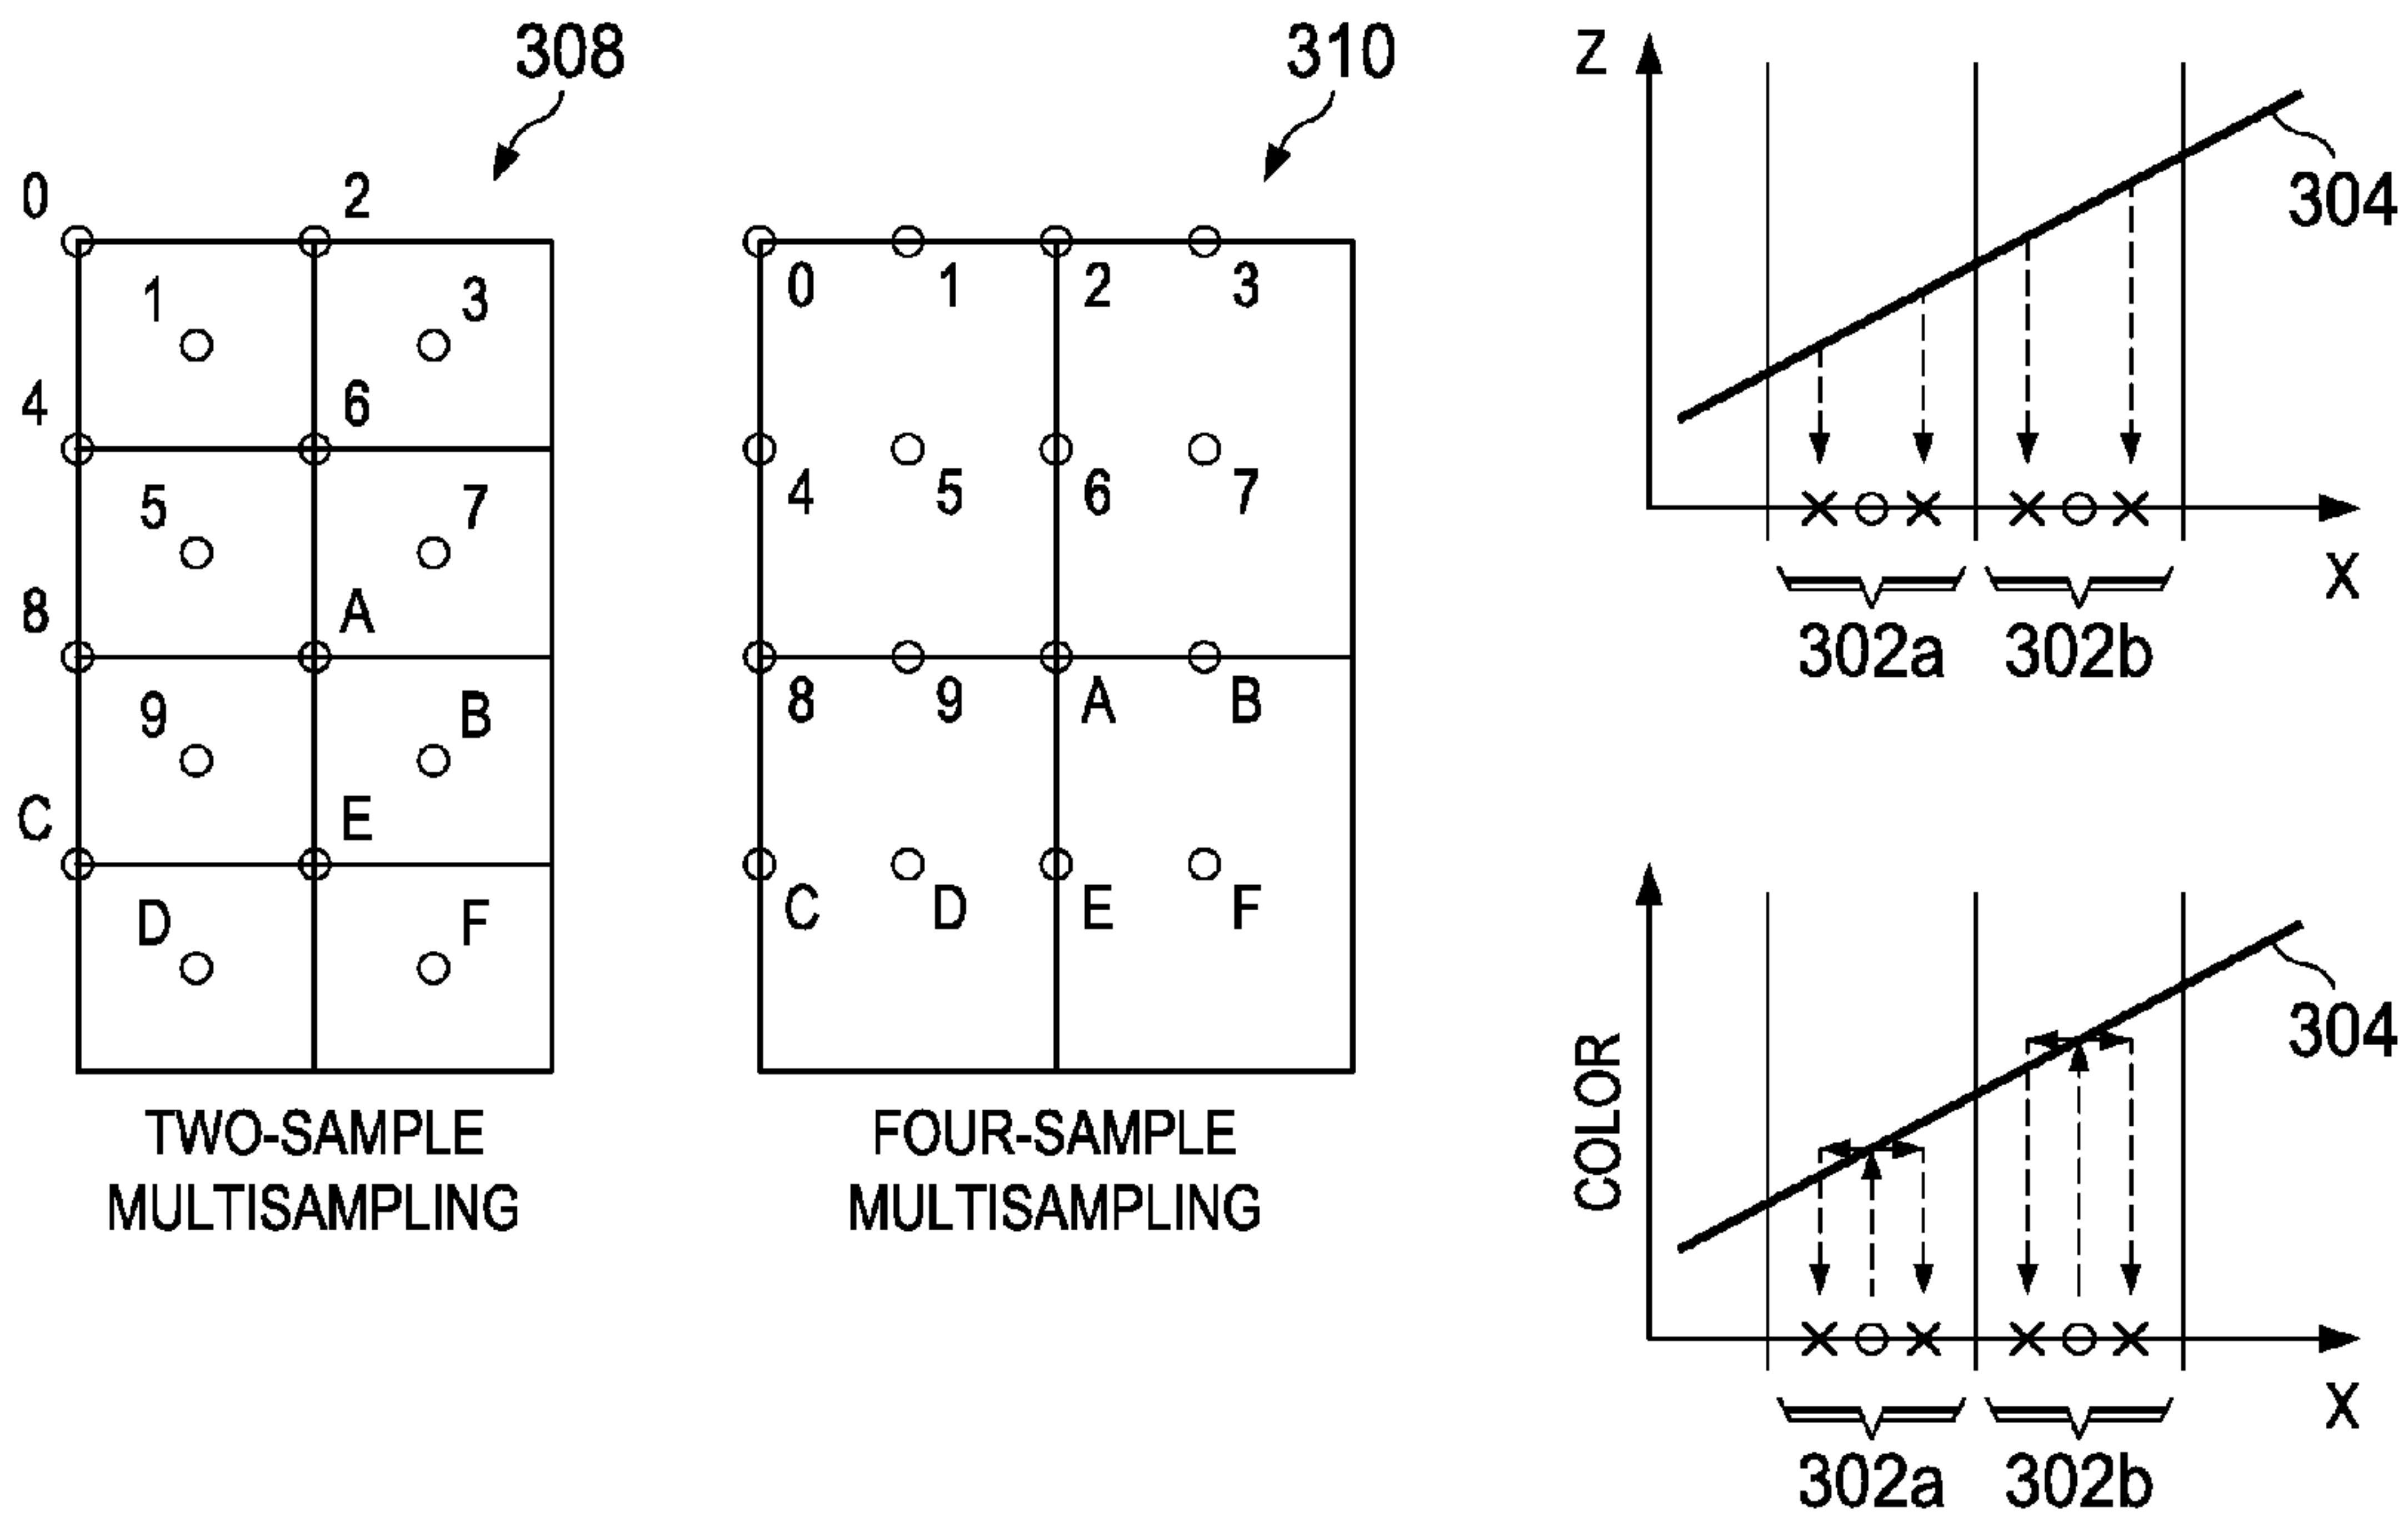 308
0
2
1
3
4
6
5
7
8
A
9
B
C
E
D
F
TWO-SAMPLE
MULTISAMPLING
310
0 1 2 3
4 5 6 7
8 9 A B
C D E F
FOUR-SAMPLE
MULTISAMPLING
Z
304
X
302a 302b
COLOR
304
X
302a 302b